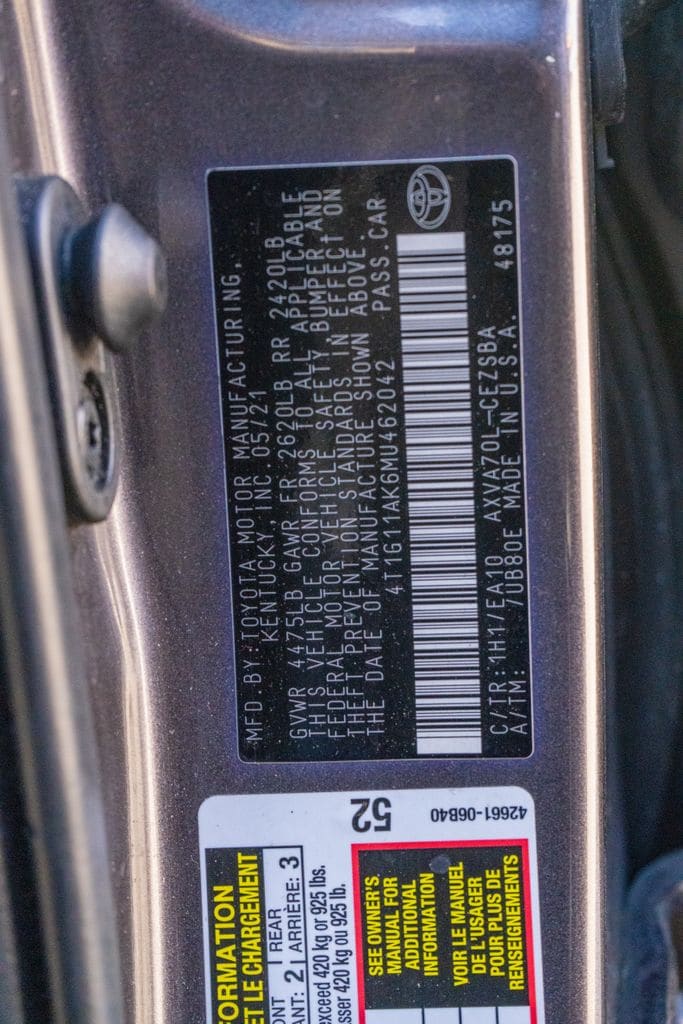 MFD.BY:TOYOTA MOTOR MANUFACTURING,
KENTUCKY, INC.05/21
GVWR 4475LB GAWR FR 2620LB RR 2420LB
THIS VEHICLE CONFORMS TO ALL APPLICABLE
FEDERAL MOTOR VEHICLE SAFETY, BUMPER AND
THEFT PREVENTION STANDARDS IN EFFECT ON
THE DATE OF MANUFACTURE SHOWN ABOVE.
4T1G11AK6MU462042 PASS.CAR
C/TR:1H1/EA10 AXVA70L-CEZSBA
A/TM: /UB80E MADE IN U.S.A. 48175
ORMATION
ET LE CHARGEMENT
ONT 2 REAR 3
ANT: ARRIÈRE:
exceed 420 kg or 925 lbs.
sser 420 kg ou 925 lb.
52
SEE OWNER'S
MANUAL FOR
ADDITIONAL
INFORMATION
VOIR LE MANUEL
DE L'USAGER
POUR PLUS DE
RENSEIGNEMENTS
42661-06B40